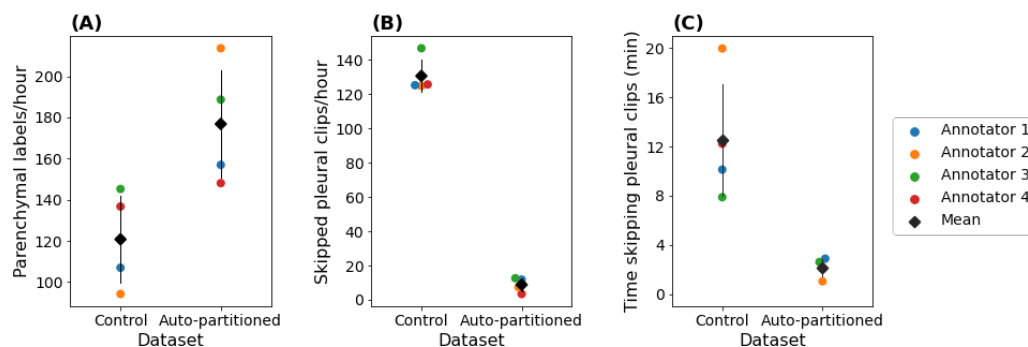 (A)
Parenchymal labels/hour
200
180
160
140
120
100
Control Auto-partitioned
Dataset
(B)
Skipped pleural clips/hour
140
120
100
80
60
40
20
0
Control Auto-partitioned
Dataset
(C)
Time skipping pleural clips (min)
20
16
12
8
4
0
Control Auto-partitioned
Dataset
Annotator 1
Annotator 2
Annotator 3
Annotator 4
Mean